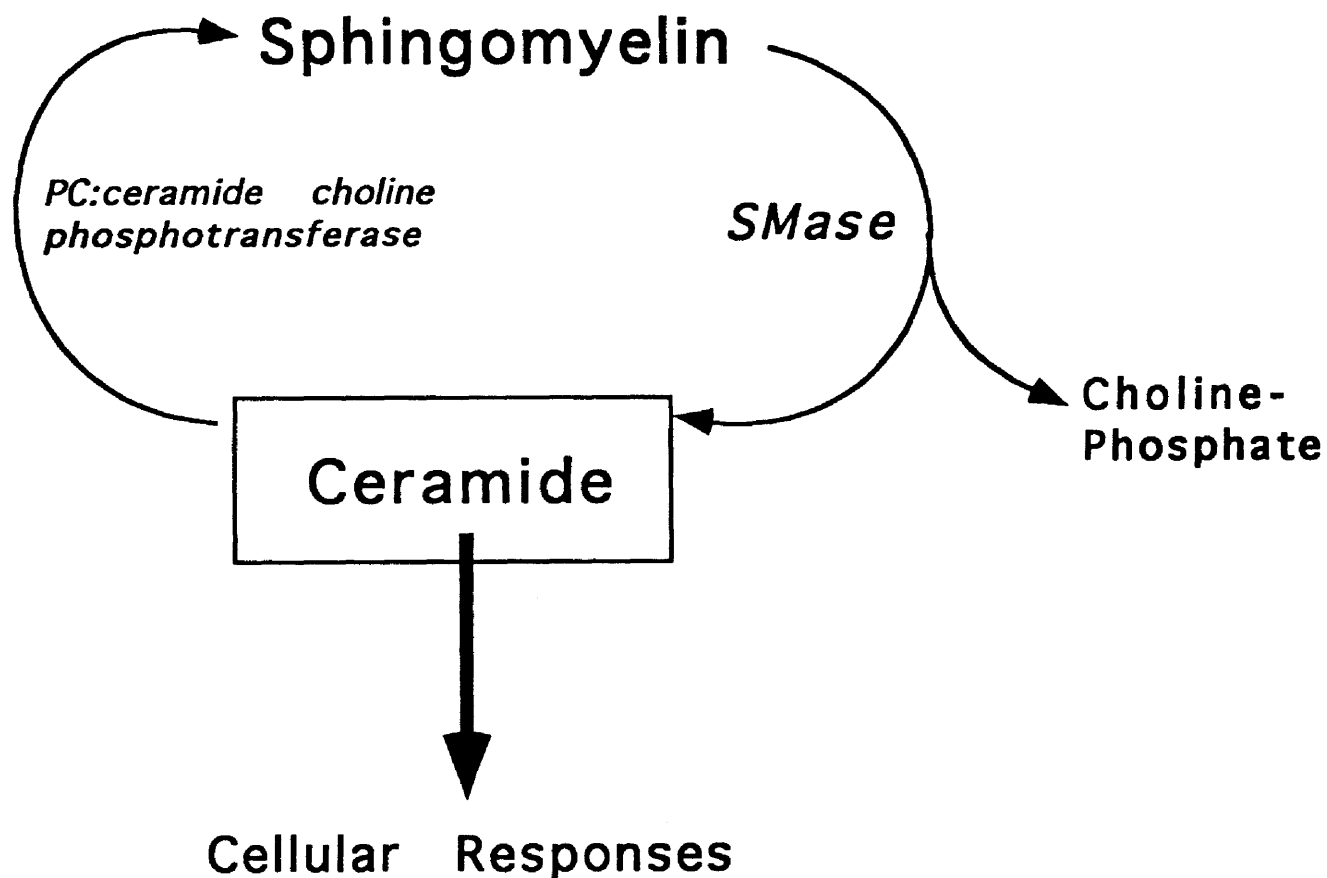 Sphingomyelin
PC:ceramide choline
phosphotransferase
SMase
Choline-
Phosphate
Ceramide
Cellular Responses